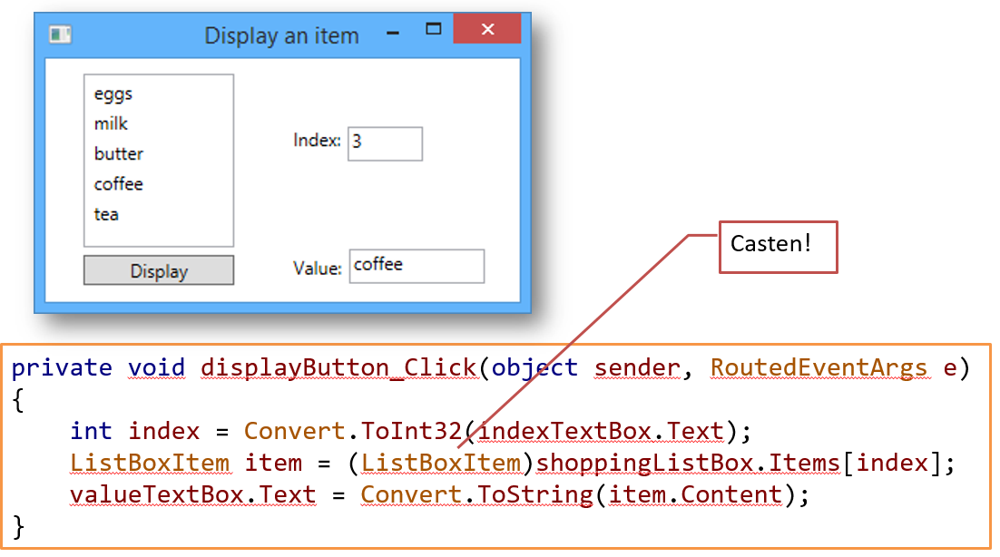 Display an item
eggs
milk
butter
coffee
tea
Display
Index: 3
Value: coffee
Casten!
private void displayButton_Click(object sender, RoutedEventArgs e)
{
int index = Convert.ToInt32(indexTextBox.Text);
ListBoxItem item = (ListBoxItem)shoppingListBox.Items[index];
valueTextBox.Text = Convert.ToString(item.Content);
}